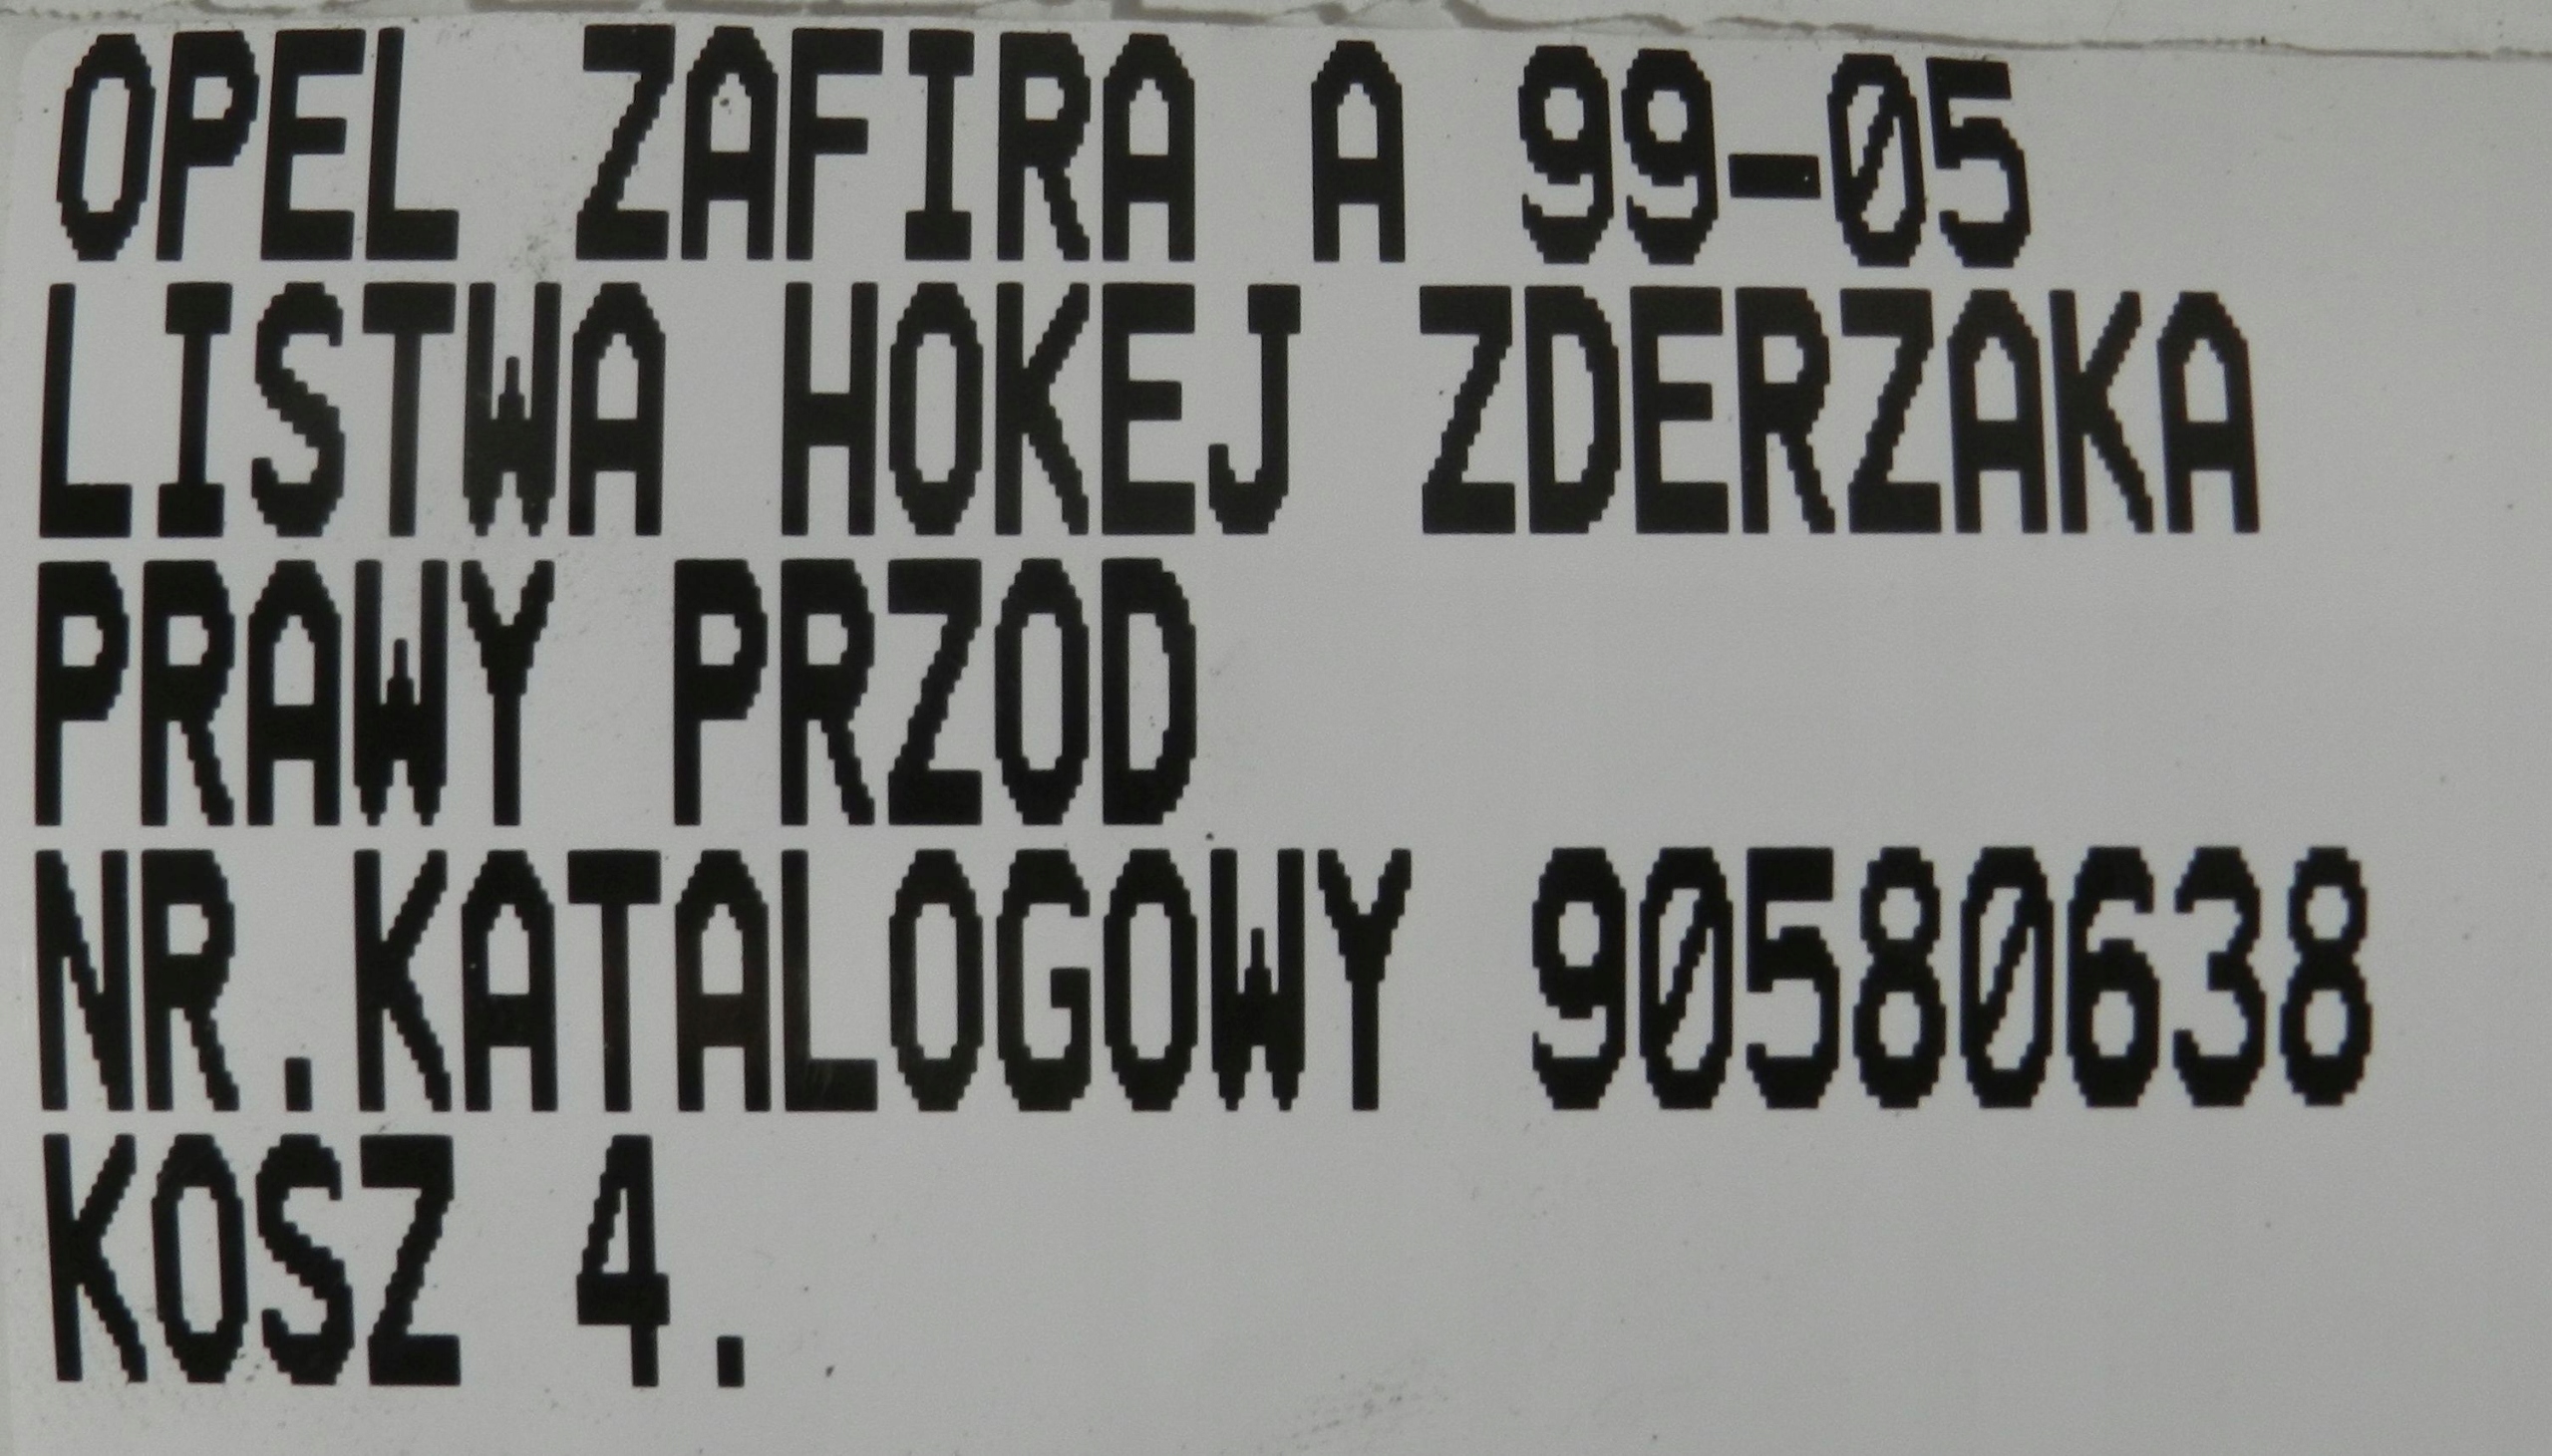 OPEL ZAFIRA A 99-05
LISTWA HOKEJ ZDERZAKA
PRAWY PRZOD
NR.KATALOGOWY 90580638
KOSZ 4.